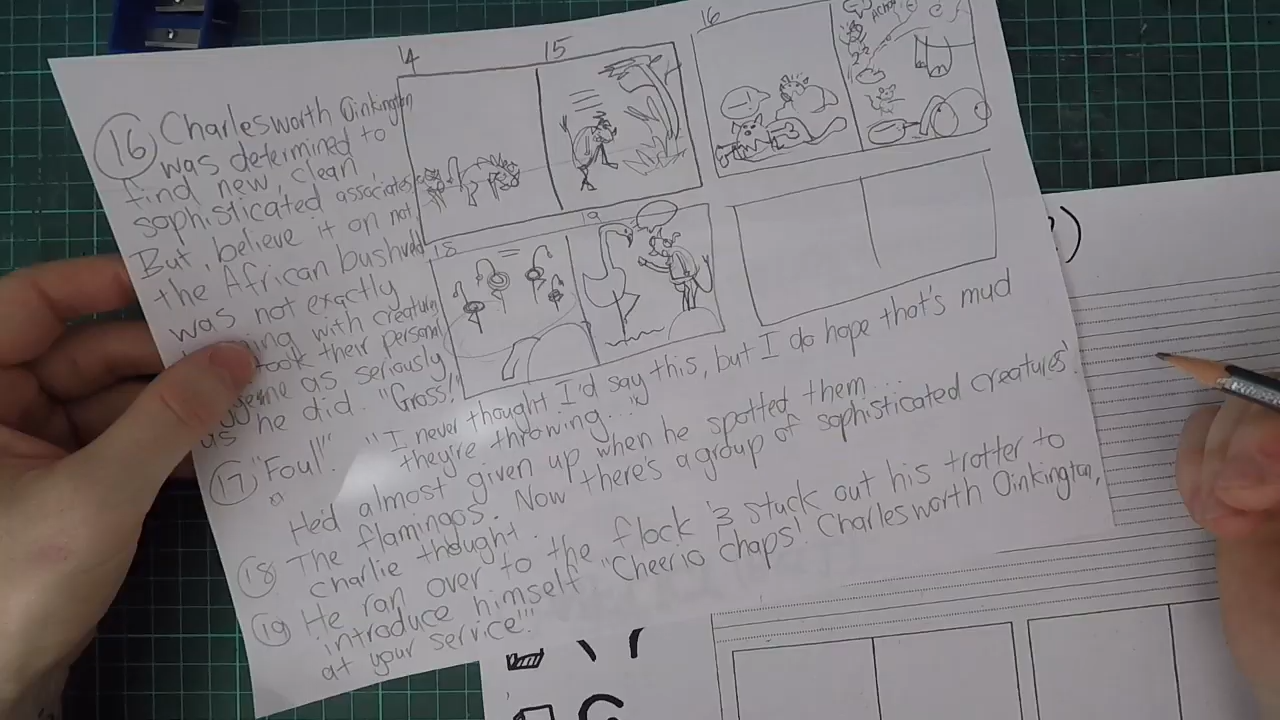 14
15
16
16 Charlesworth Oinkington
was determined to
find new, clean,
sophisticated associates.
But, believe it or not,
the African bushveld
was not exactly
with creatures
took their personal
hygiene as seriously
as he did. "Gross!"
17 "Foul". "I never thought I'd say this, but I do hope that's mud
they're throwing..."
He'd almost given up when he spotted them...
18 The flamingos. 'Now there's a group of sophisticated creatures'.
Charlie thought.
19 He ran over to the flock & stuck out his trotter to
introduce himself "Cheerio chaps! Charlesworth Oinkington,
at your service!"
18
19